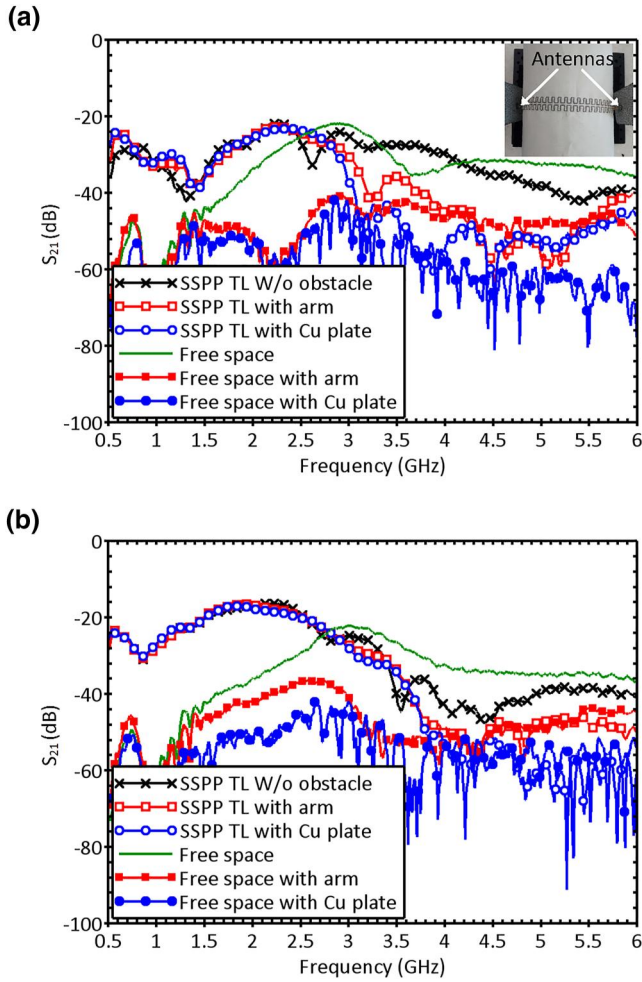 (a)
0
-20
-40
-60
-80
-100
S21 (dB)
Antennas
SSPP TL W/o obstacle
SSPP TL with arm
SSPP TL with Cu plate
Free space
Free space with arm
Free space with Cu plate
0.5 1 1.5 2 2.5 3 3.5 4 4.5 5 5.5 6
Frequency (GHz)
(b)
0
-20
-40
-60
-80
-100
S21 (dB)
SSPP TL W/o obstacle
SSPP TL with arm
SSPP TL with Cu plate
Free space
Free space with arm
Free space with Cu plate
0.5 1 1.5 2 2.5 3 3.5 4 4.5 5 5.5 6
Frequency (GHz)